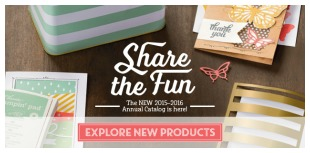 thank
you
Share
the Fun
The NEW 2015–2016
Annual Catalog is here!
EXPLORE NEW PRODUCTS